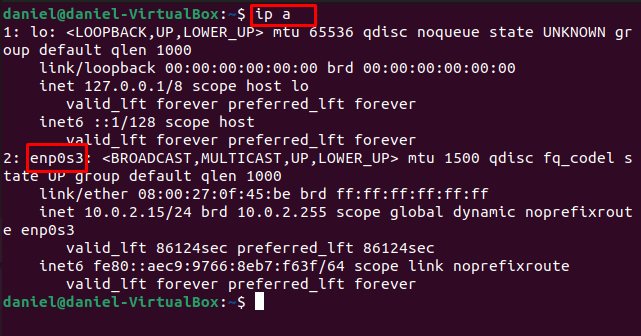 daniel@daniel-VirtualBox:~$ ip a
1: lo: <LOOPBACK,UP,LOWER_UP> mtu 65536 qdisc noqueue state UNKNOWN gr
oup default qlen 1000
    link/loopback 00:00:00:00:00:00 brd 00:00:00:00:00:00
    inet 127.0.0.1/8 scope host lo
       valid_lft forever preferred_lft forever
    inet6 ::1/128 scope host
       valid_lft forever preferred_lft forever
2: enp0s3: <BROADCAST,MULTICAST,UP,LOWER_UP> mtu 1500 qdisc fq_codel s
tate UP group default qlen 1000
    link/ether 08:00:27:0f:45:be brd ff:ff:ff:ff:ff:ff
    inet 10.0.2.15/24 brd 10.0.2.255 scope global dynamic noprefixrout
e enp0s3
       valid_lft 86124sec preferred_lft 86124sec
    inet6 fe80::aec9:9766:8eb7:f63f/64 scope link noprefixroute
       valid_lft forever preferred_lft forever
daniel@daniel-VirtualBox:~$